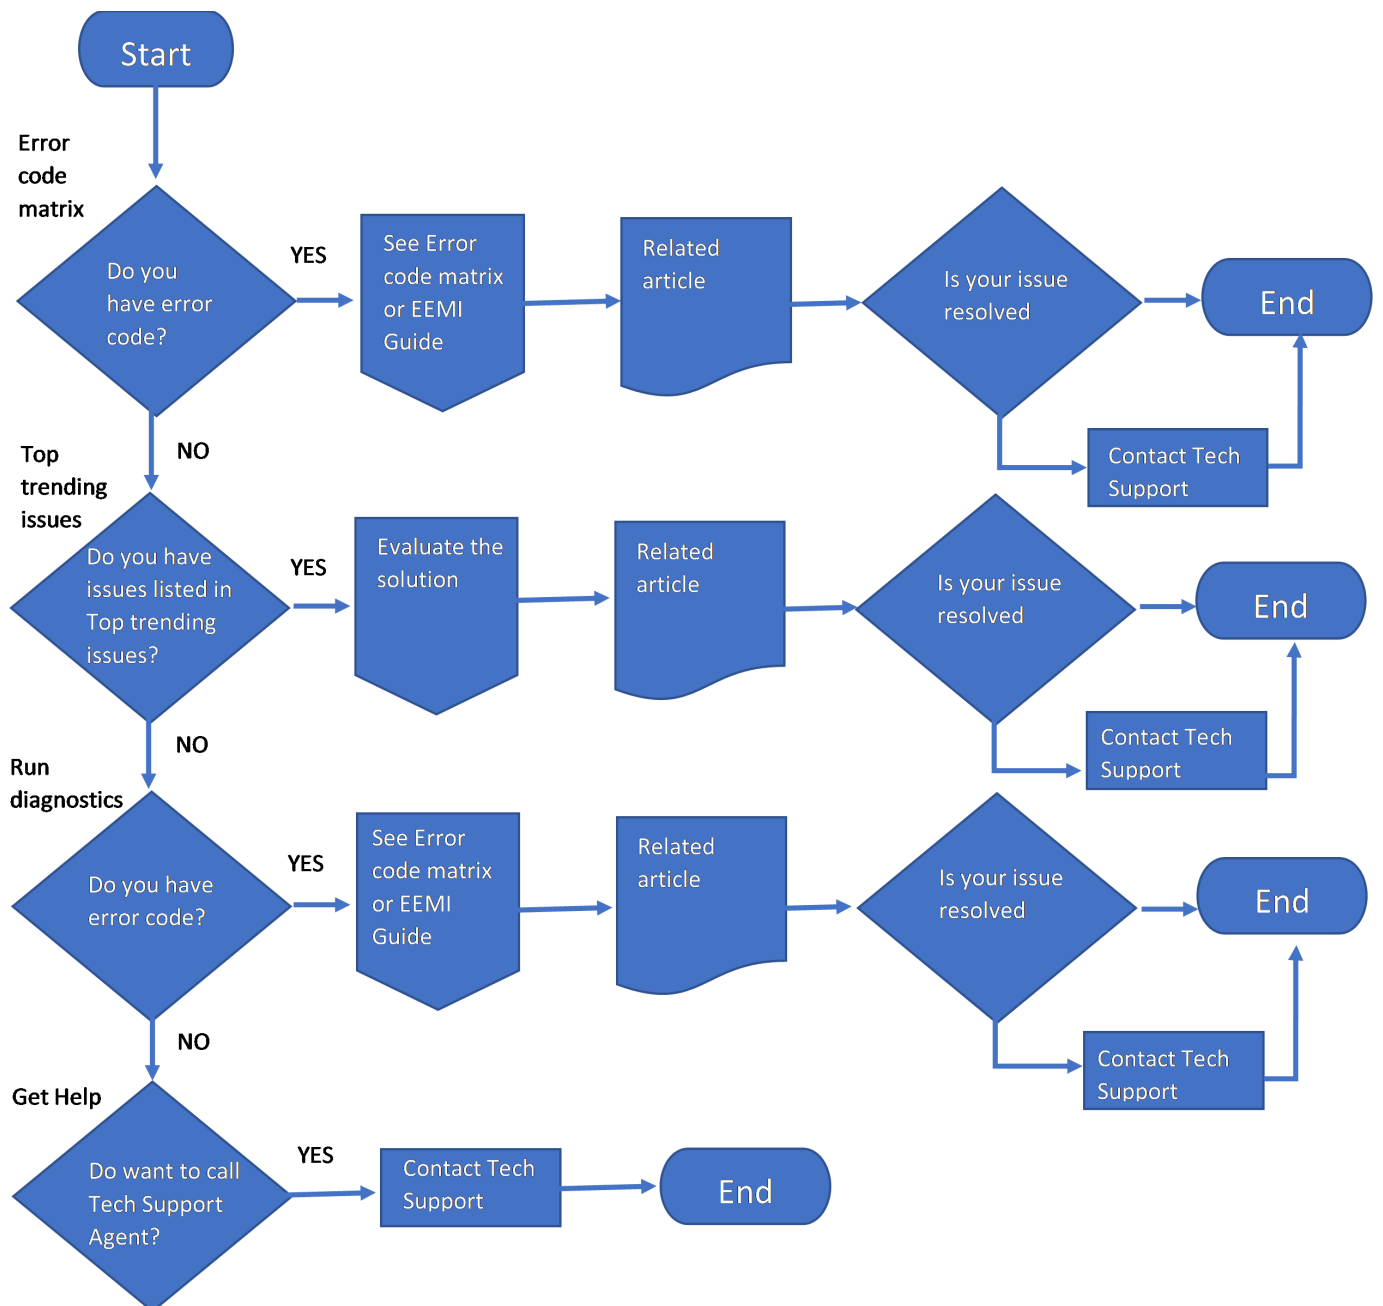 Start
Error
code
matrix
Do you
have error
code?
YES
See Error
code matrix
or EEMI
Guide
Related
article
Is your issue
resolved
End
Contact Tech
Support
NO
Top
trending
issues
Do you have
issues listed in
Top trending
issues?
YES
Evaluate the
solution
Related
article
Is your issue
resolved
End
Contact Tech
Support
NO
Run
diagnostics
Do you have
error code?
YES
See Error
code matrix
or EEMI
Guide
Related
article
Is your issue
resolved
End
Contact Tech
Support
NO
Get Help
Do want to call
Tech Support
Agent?
YES
Contact Tech
Support
End